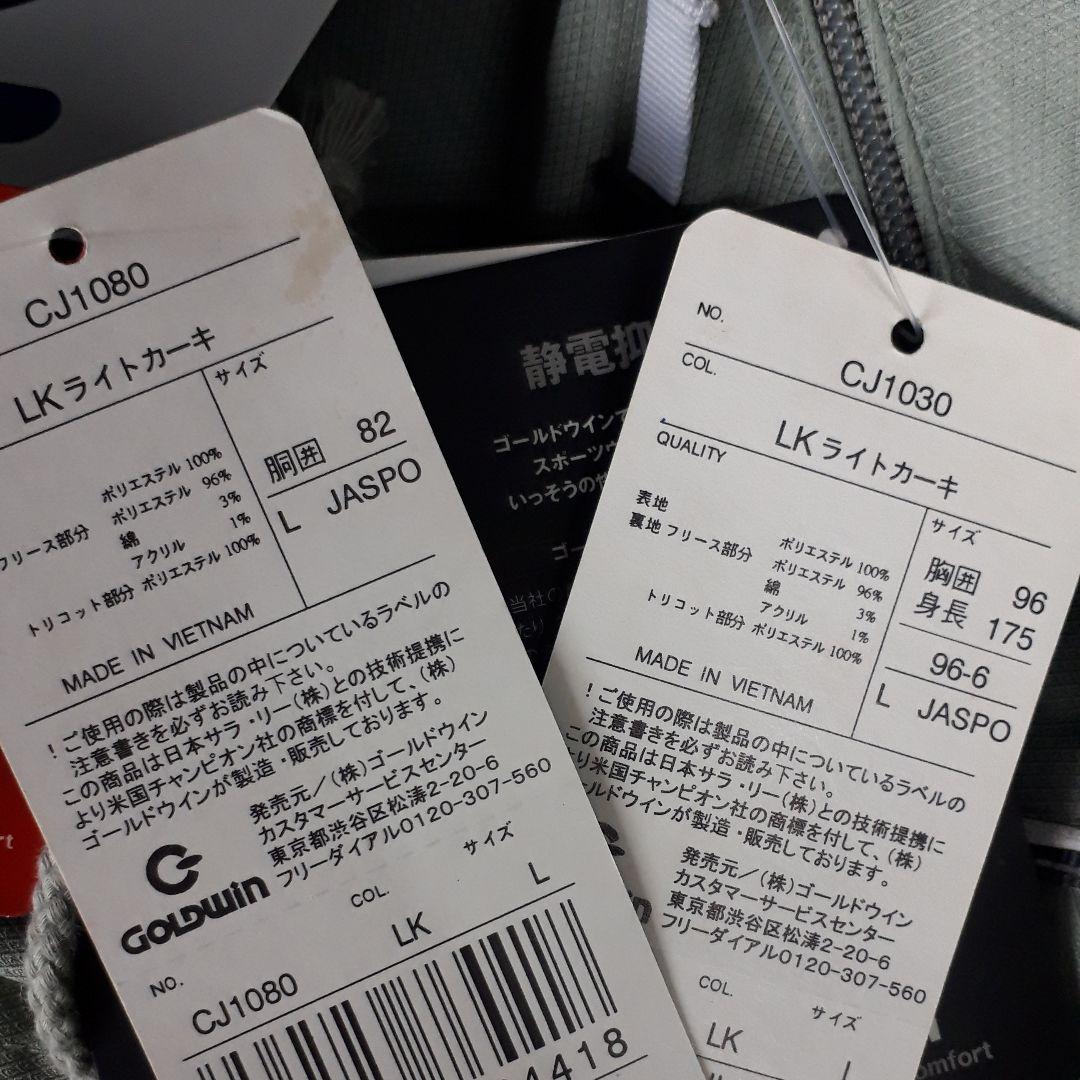 CJ1080
LKライトカーキ
サイズ
ポリエステル 100%
フリース部分 ポリエステル 96%
綿 3%
アクリル 1%
トリコット部分 ポリエステル 100%
胴囲 82
L JASPO
MADE IN VIETNAM
！ご使用の際は製品の中についているラベルの
注意書きを必ずお読み下さい。
この商品は日本サラ・リー(株)との技術提携に
より米国チャンピオン社の商標を付して、(株)
ゴールドウインが製造・販売しております。
発売元／(株)ゴールドウイン
カスタマーサービスセンター
東京都渋谷区松涛2-20-6
フリーダイアル0120-307-560
GOLDWIN
COL.
サイズ
LK
L
NO.
CJ1080
4418
静電抑
ゴールドウインで
スポーツウ
いっそうの
ゴー
当社の
たり
NO.
CJ1030
COL.
LKライトカーキ
QUALITY
サイズ
表地 ポリエステル 100%
裏地 フリース部分 ポリエステル 96%
綿 3%
アクリル 1%
トリコット部分 ポリエステル 100%
胸囲 96
身長 175
96-6
L JASPO
MADE IN VIETNAM
！ご使用の際は製品の中についているラベルの
注意書きを必ずお読み下さい。
この商品は日本サラ・リー(株)との技術提携に
より米国チャンピオン社の商標を付して、(株)
ルドウインが製造・販売しております。
発売元／(株)ゴールドウイン
カスタマーサービスセンター
東京都渋谷区松涛2-20-6
フリーダイアル0120-307-560
COL.
サイズ
LK
L
omfort